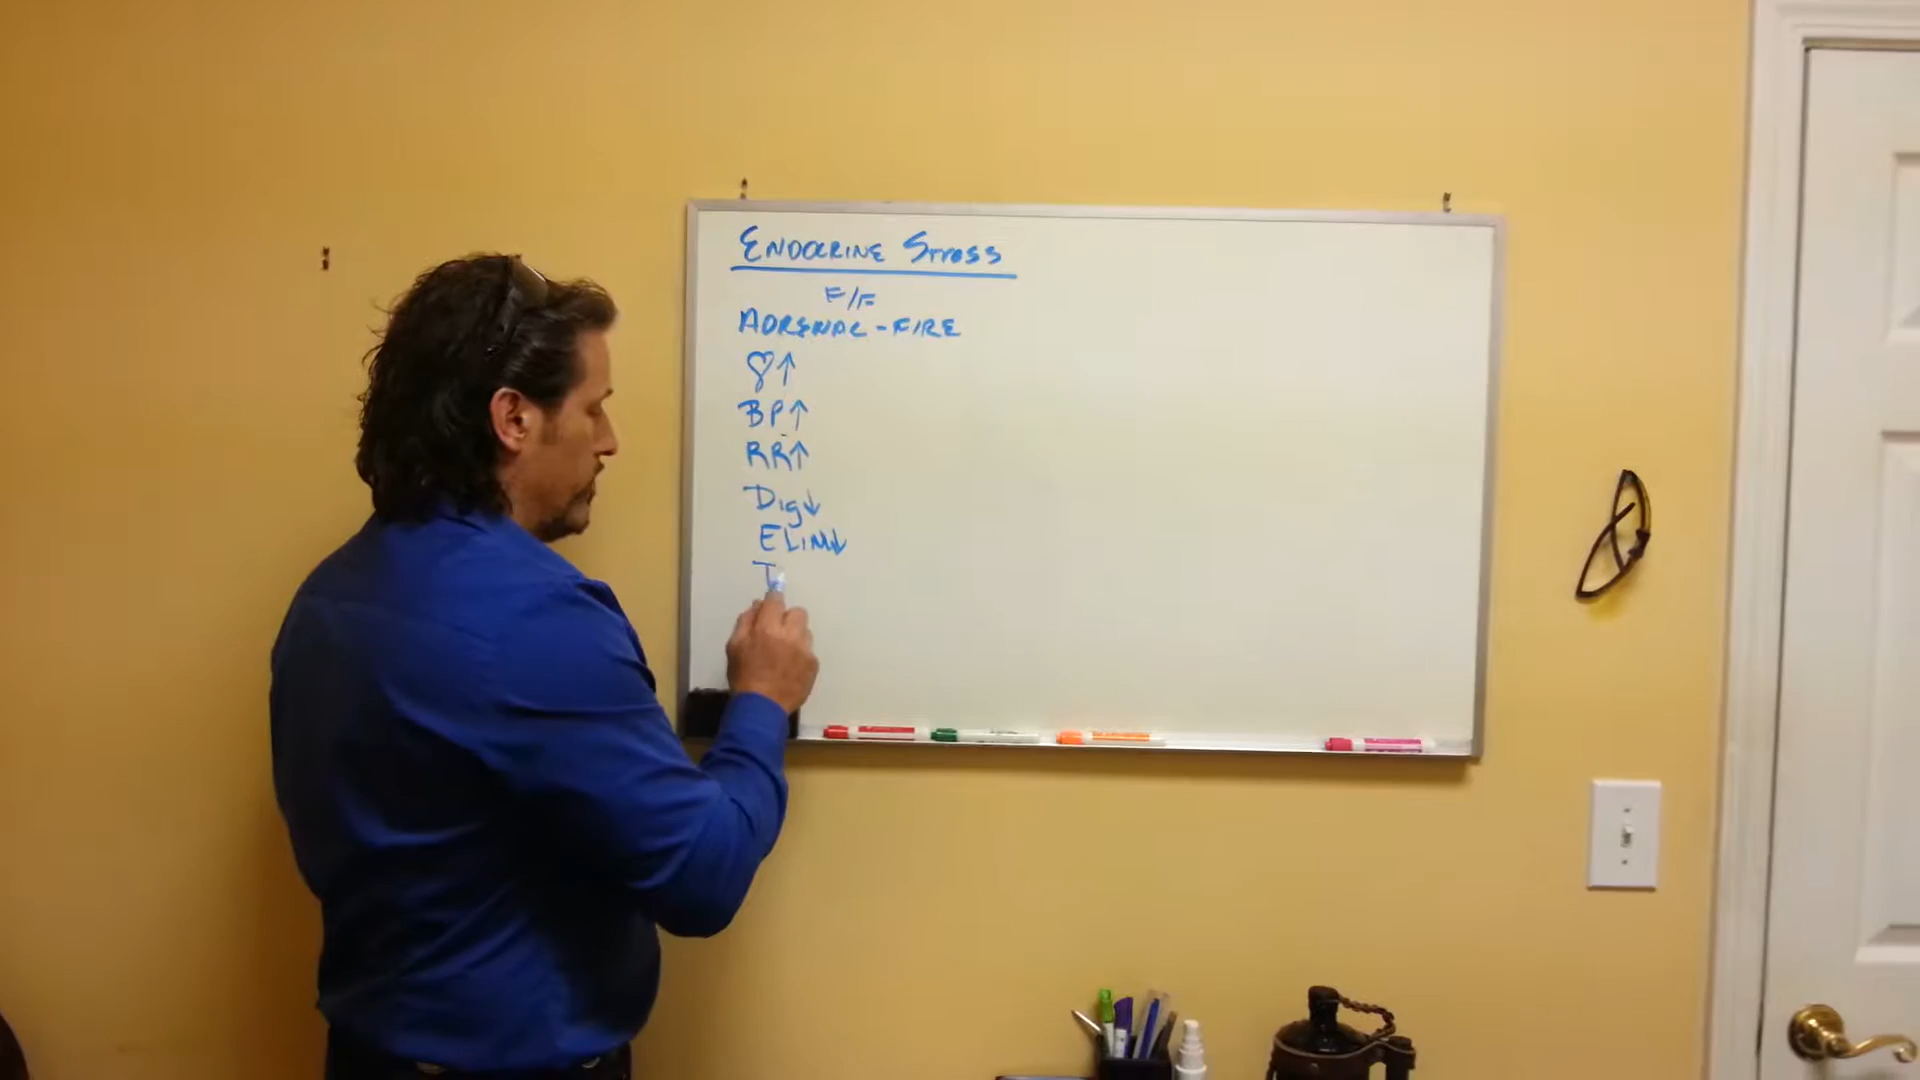 ENDOCRINE STRESS
F/F
ADRENAL - FIRE
♡↑
BP↑
RR↑
Dig↓
ELIM↓
I